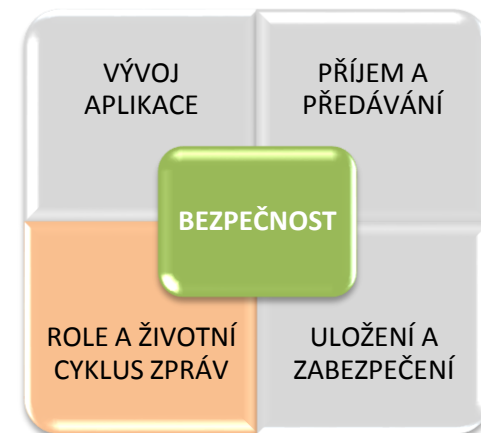 VÝVOJ
APLIKACE
PŘÍJEM A
PŘEDÁVÁNÍ
BEZPEČNOST
ROLE A ŽIVOTNÍ
CYKLUS ZPRÁV
ULOŽENÍ A
ZABEZPEČENÍ